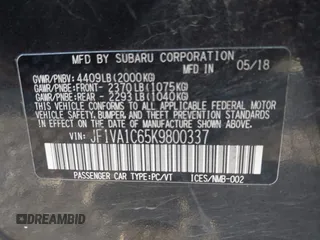 MFD BY SUBARU CORPORATION 05/18
GVWR/PNBV: 4409LB(2000KG)
GAWR/PNBE:FRONT- 2370LB(1075KG)
GAWR/PNBE:REAR - 2293LB(1040KG)
THIS VEHICLE CONFORMS TO ALL APPLICABLE
FEDERAL MOTOR VEHICLE SAFETY, BUMPER,
AND THEFT PREVENTION STANDARDS IN EFFECT ON
THE DATE OF MANUFACTURE SHOWN ABOVE.
VIN: JF1VA1C65K9800337
PASSENGER CAR TYPE:PC/VT ICES/NMB-002
DREAMBID